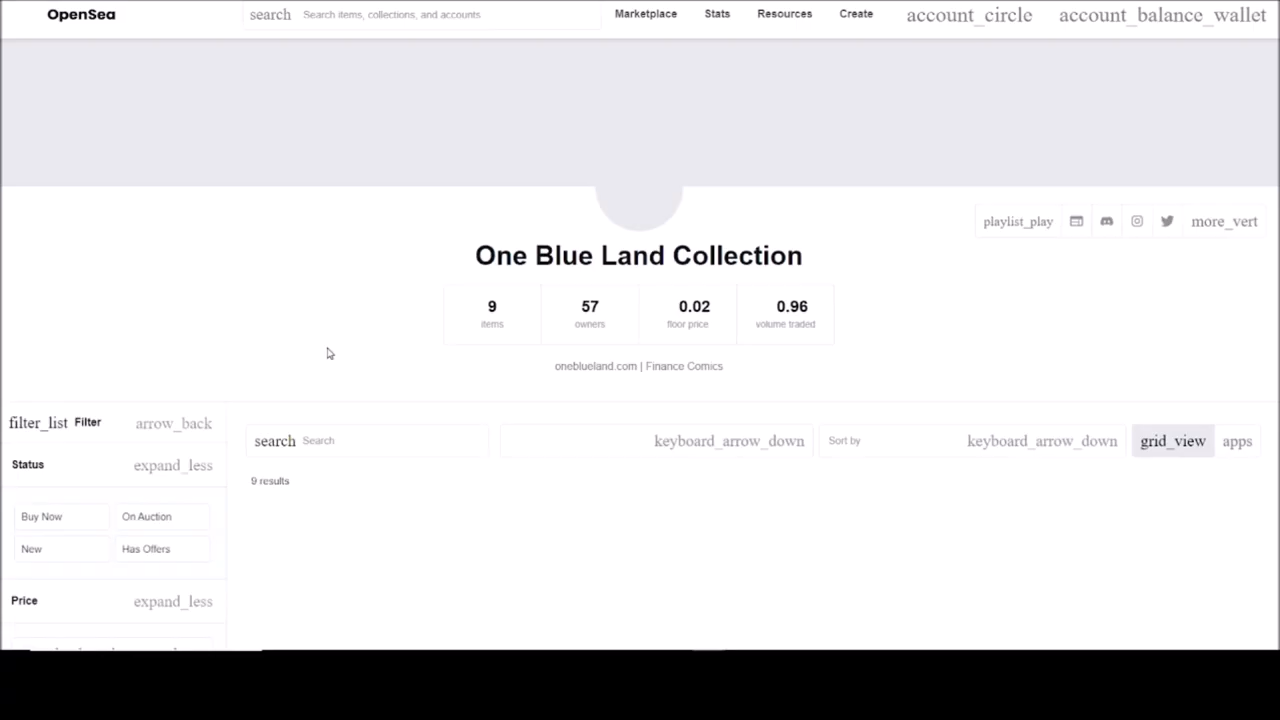 OpenSea
search Search items, collections, and accounts
Marketplace Stats Resources Create account_circle account_balance_wallet
playlist_play more_vert
One Blue Land Collection
9 57 0.02 0.96
items owners floor price volume traded
oneblueland.com | Finance Comics
filter_list Filter arrow_back
search Search keyboard_arrow_down Sort by keyboard_arrow_down grid_view apps
Status expand_less
9 results
Buy Now On Auction
New Has Offers
Price expand_less